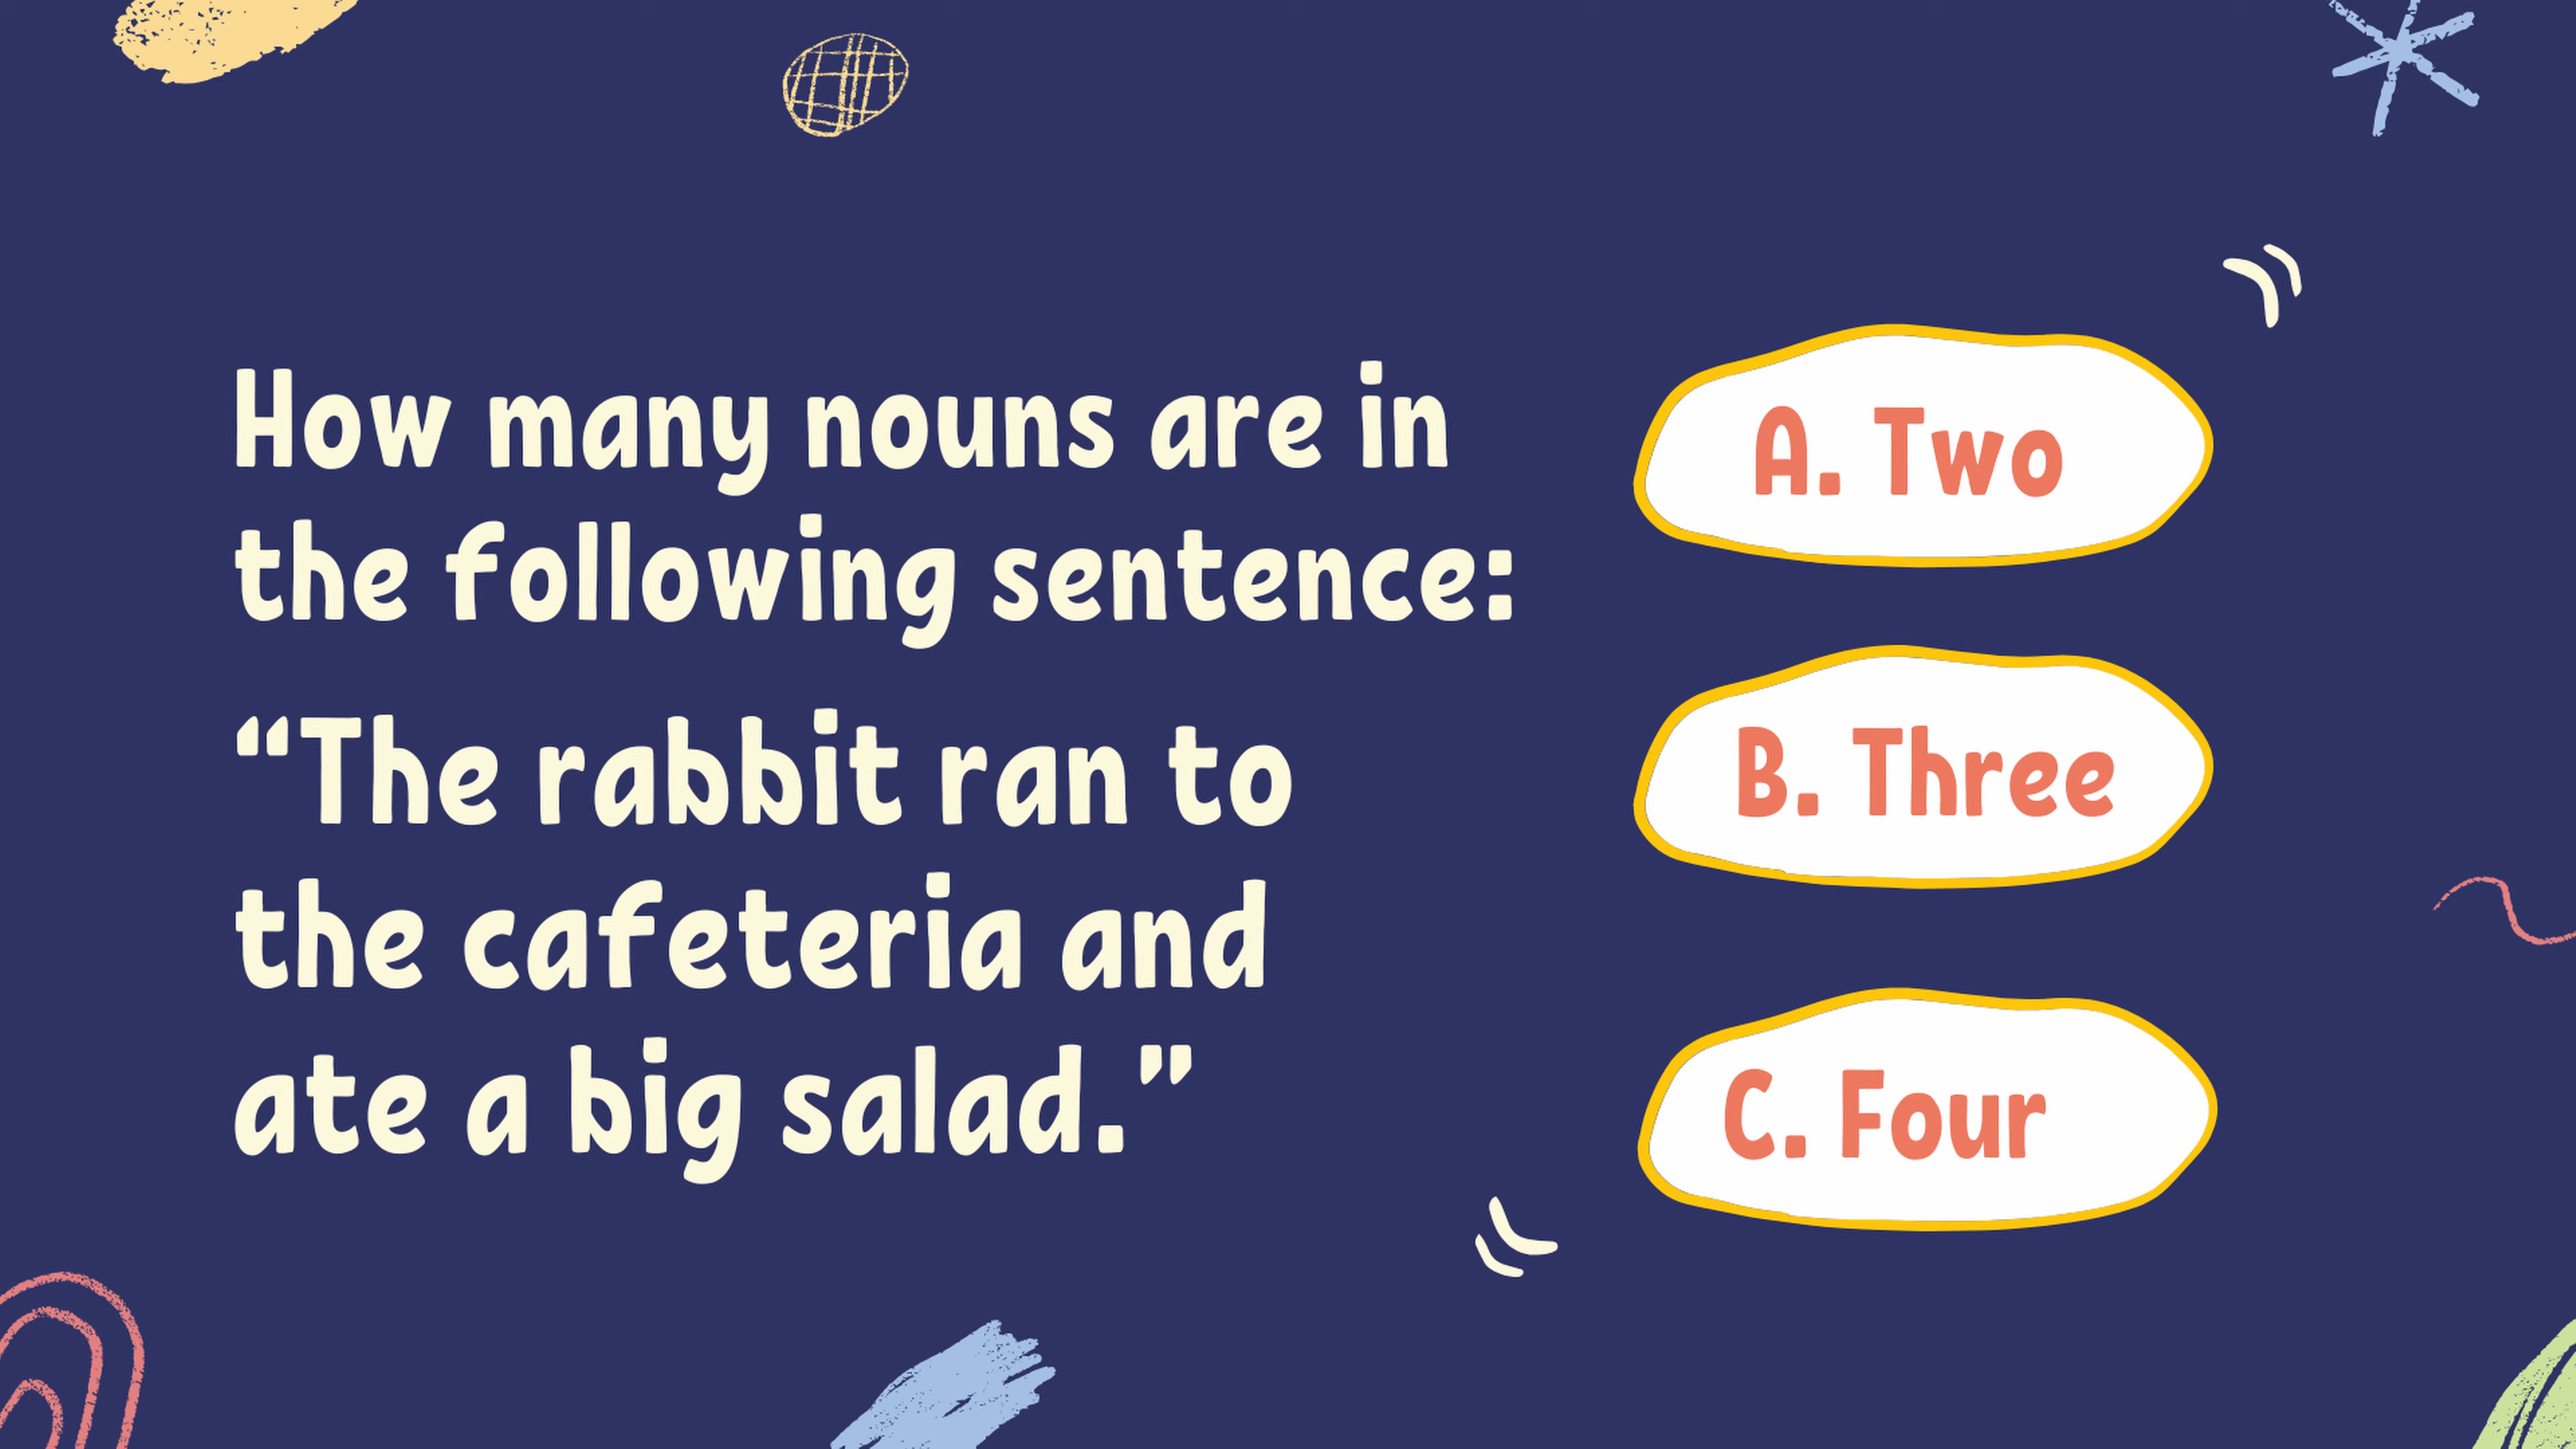 How many nouns are in
the following sentence:
“The rabbit ran to
the cafeteria and
ate a big salad.”
A. Two
B. Three
C. Four